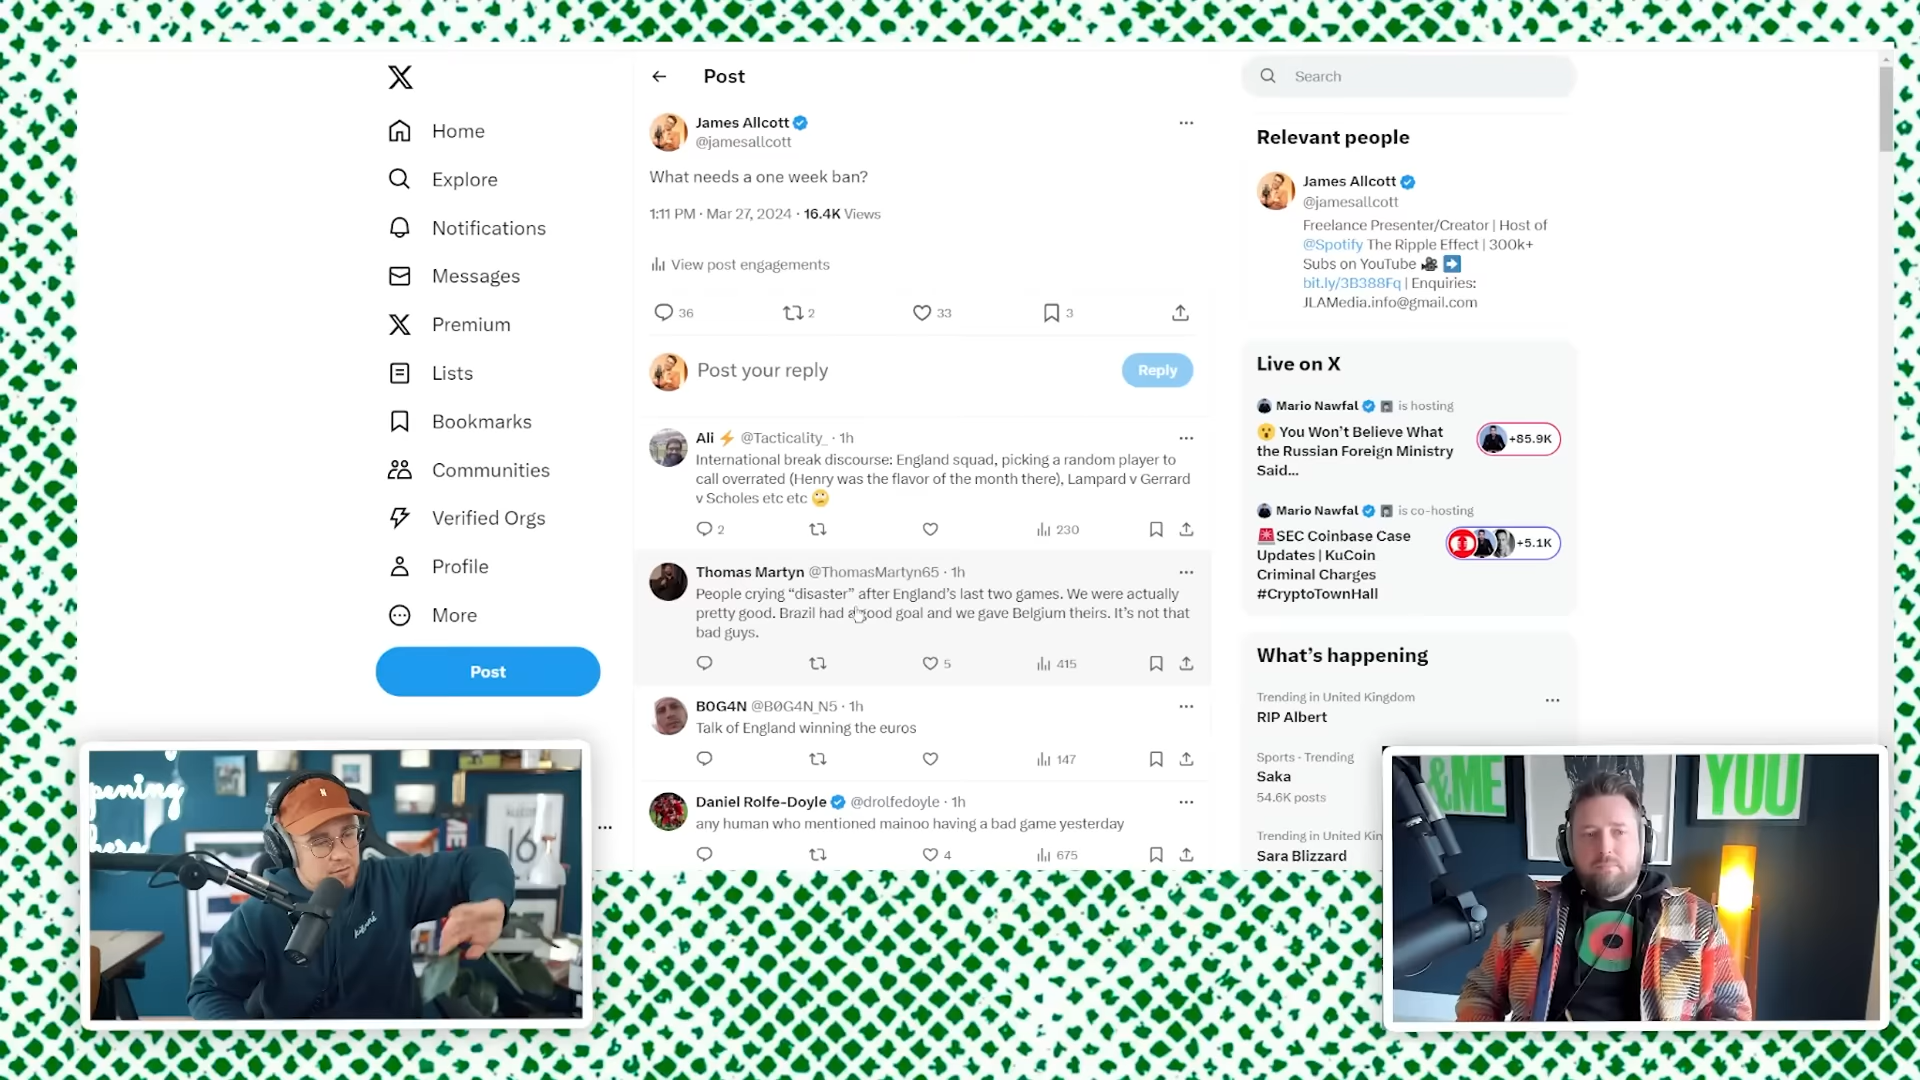 Home
Explore
Notifications
Messages
Premium
Lists
Bookmarks
Communities
Verified Orgs
Profile
More
Post
Post
James Allcott
@jamesallcott
What needs a one week ban?
1:11 PM · Mar 27, 2024 · 16.4K Views
View post engagements
36
2
33
3
Post your reply
Reply
Ali ⚡ @Tacticality_ · 1h
International break discourse: England squad, picking a random player to
call overrated (Henry was the flavor of the month there), Lampard v Gerrard
v Scholes etc etc 🙄
2
230
Thomas Martyn @ThomasMartyn65 · 1h
People crying “disaster” after England’s last two games. We were actually
pretty good. Brazil had a good goal and we gave Belgium theirs. It’s not that
bad guys.
5
415
B0G4N @B0G4N_N5 · 1h
Talk of England winning the euros
147
Daniel Rolfe-Doyle @drolfedoyle · 1h
any human who mentioned mainoo having a bad game yesterday
4
675
Search
Relevant people
James Allcott
@jamesallcott
Freelance Presenter/Creator | Host of
@Spotify The Ripple Effect | 300k+
Subs on YouTube 🎥 ➡️
bit.ly/3B388Fq | Enquiries:
JLAMedia.info@gmail.com
Live on X
Mario Nawfal is hosting
😮 You Won’t Believe What
the Russian Foreign Ministry
Said...
+85.9K
Mario Nawfal is co-hosting
🚨SEC Coinbase Case
Updates | KuCoin
Criminal Charges
#CryptoTownHall
+5.1K
What’s happening
Trending in United Kingdom
RIP Albert
Sports · Trending
Saka
54.6K posts
Trending in United Kin
Sara Blizzard
pening
here
16
&ME
YOU